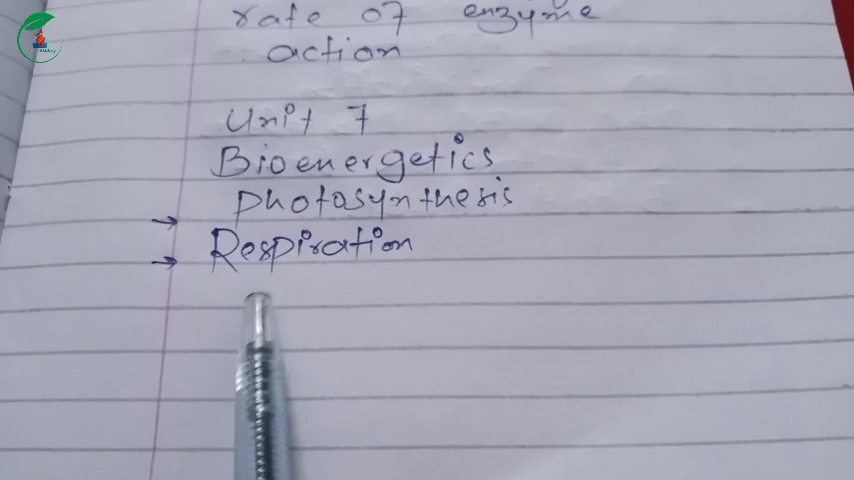 rate of enzyme
action
Unit 7
Bioenergetics
Photosynthesis
→ Respiration